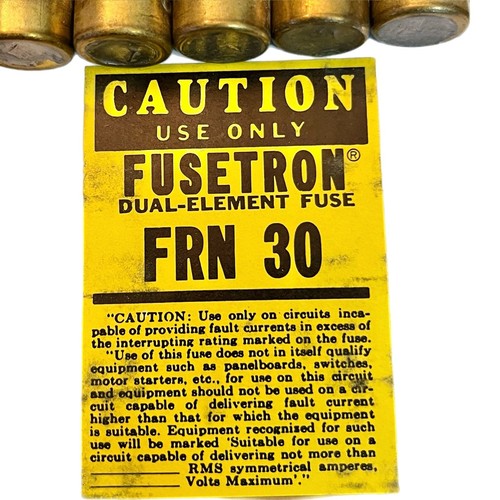 CAUTION
USE ONLY
FUSETRON®
DUAL-ELEMENT FUSE
FRN 30
"CAUTION: Use only on circuits inca-
pable of providing fault currents in excess of
the interrupting rating marked on the fuse.
"Use of this fuse does not in itself qualify
equipment such as panelboards, switches,
motor starters, etc., for use on this circuit
and equipment should not be used on a cir-
cuit capable of delivering fault current
higher than that for which the equipment
is suitable. Equipment recognized for such
use will be marked 'Suitable for use on a
circuit capable of delivering not more than
________ RMS symmetrical amperes,
________ Volts Maximum'."